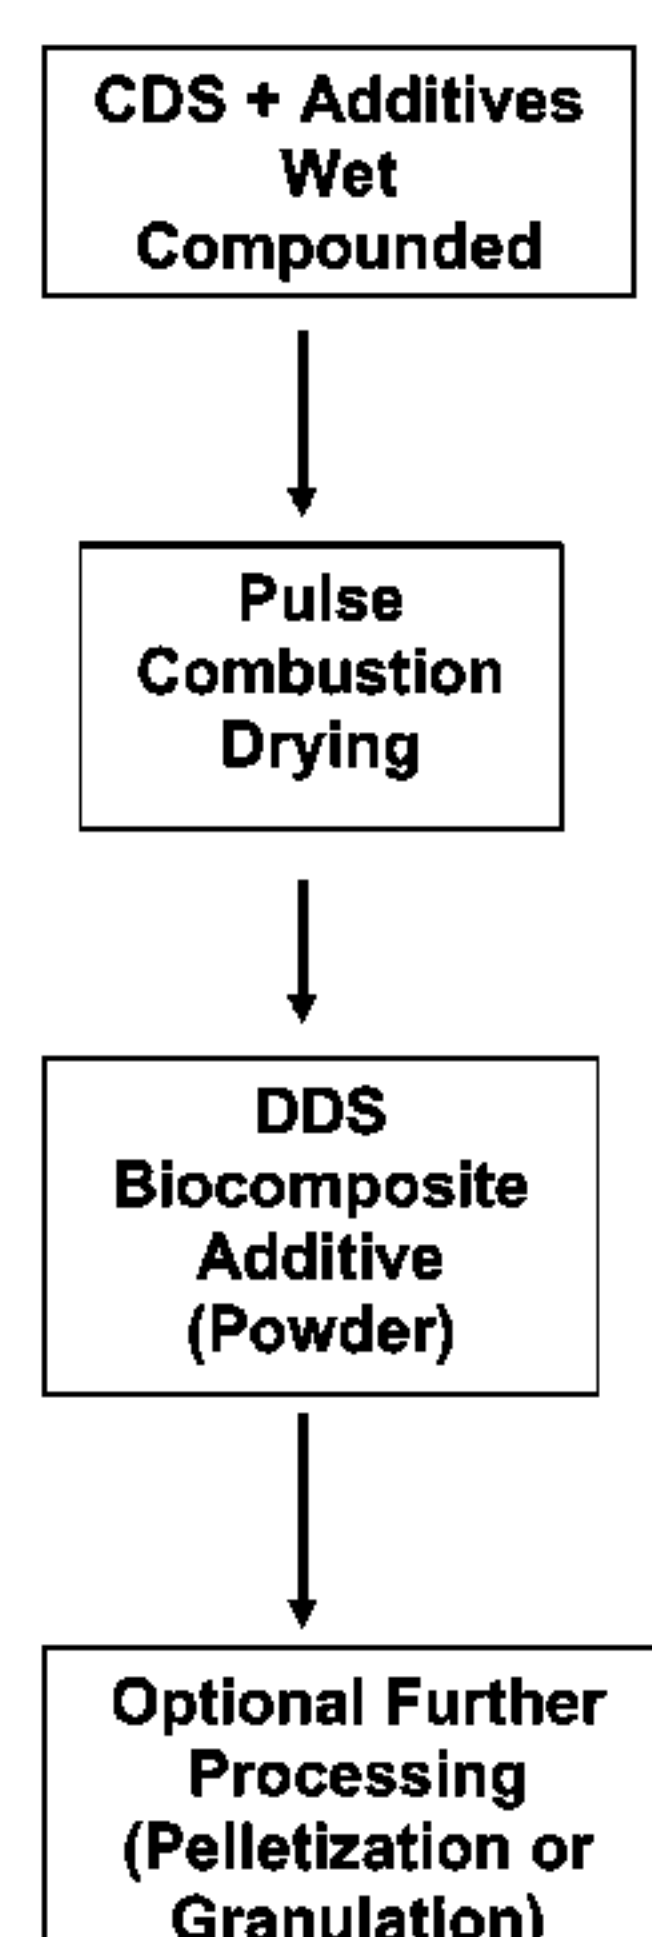 CDS + Additives
Wet
Compounded
Pulse
Combustion
Drying
DDS
Biocomposite
Additive
(Powder)
Optional Further
Processing
(Pelletization or
Granulation)